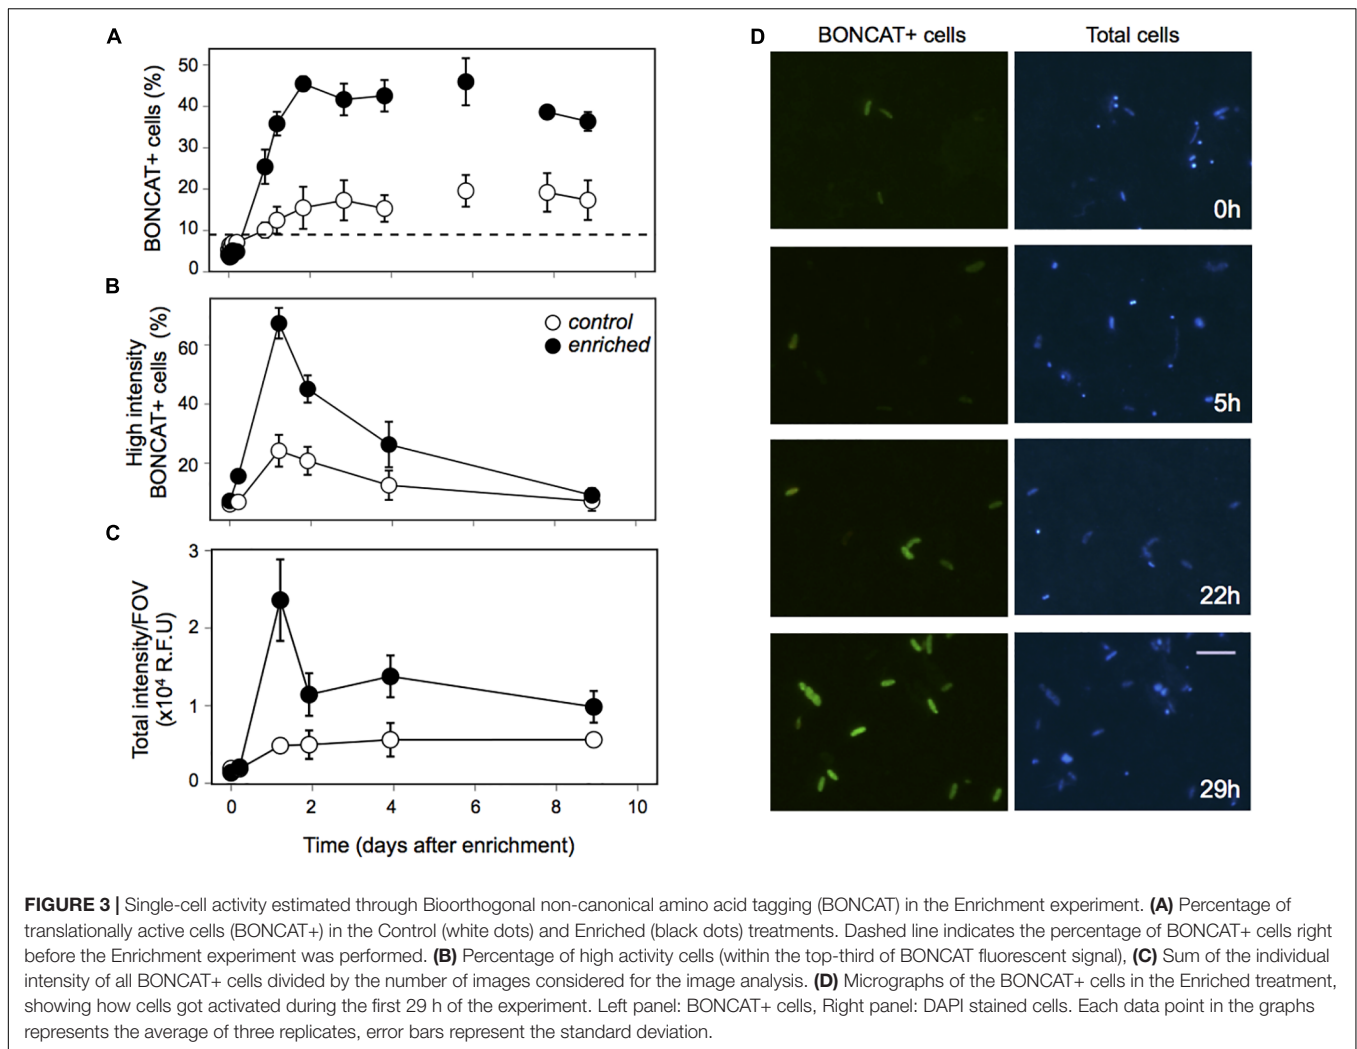 A
BONCAT+ cells (%)
50
40
30
20
10
0
B
High intensity
BONCAT+ cells (%)
60
40
20
control
enriched
C
Total intensity/FOV
(x10⁴ R.F.U)
3
2
1
0
0 2 4 6 8 10
Time (days after enrichment)
D
BONCAT+ cells Total cells
0h
5h
22h
29h
FIGURE 3 | Single-cell activity estimated through Bioorthogonal non-canonical amino acid tagging (BONCAT) in the Enrichment experiment. (A) Percentage of
translationally active cells (BONCAT+) in the Control (white dots) and Enriched (black dots) treatments. Dashed line indicates the percentage of BONCAT+ cells right
before the Enrichment experiment was performed. (B) Percentage of high activity cells (within the top-third of BONCAT fluorescent signal), (C) Sum of the individual
intensity of all BONCAT+ cells divided by the number of images considered for the image analysis. (D) Micrographs of the BONCAT+ cells in the Enriched treatment,
showing how cells got activated during the first 29 h of the experiment. Left panel: BONCAT+ cells, Right panel: DAPI stained cells. Each data point in the graphs
represents the average of three replicates, error bars represent the standard deviation.